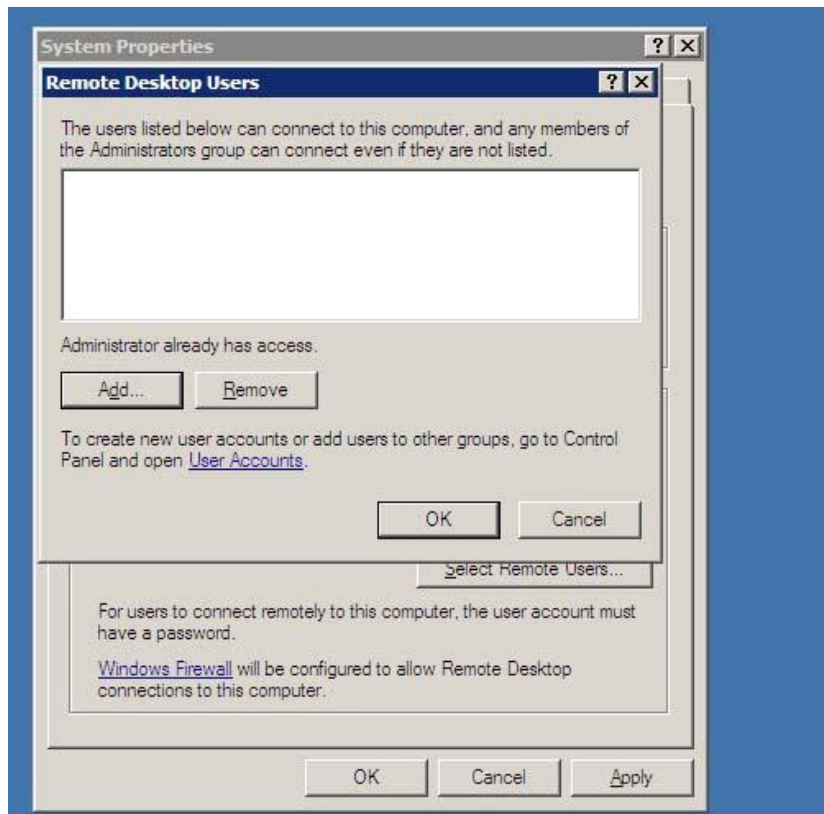 System Properties
Remote Desktop Users
The users listed below can connect to this computer, and any members of
the Administrators group can connect even if they are not listed.
Administrator already has access.
Add...
Remove
To create new user accounts or add users to other groups, go to Control
Panel and open User Accounts.
OK
Cancel
Select Remote Users...
For users to connect remotely to this computer, the user account must
have a password.
Windows Firewall will be configured to allow Remote Desktop
connections to this computer.
OK
Cancel
Apply